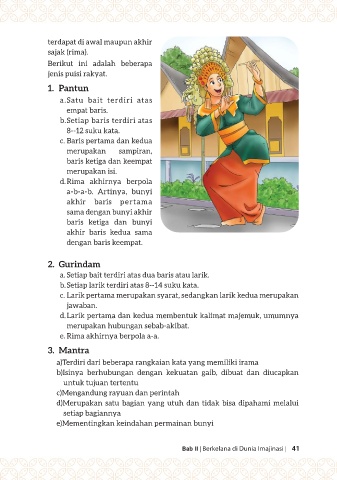 terdapat di awal maupun akhir
sajak (rima).
Berikut ini adalah beberapa
jenis puisi rakyat.
1. Pantun
a. Satu bait terdiri atas
empat baris.
b. Setiap baris terdiri atas
8--12 suku kata.
c. Baris pertama dan kedua
merupakan sampiran,
baris ketiga dan keempat
merupakan isi.
d. Rima akhirnya berpola
a-b-a-b. Artinya, bunyi
akhir baris pertama
sama dengan bunyi akhir
baris ketiga dan bunyi
akhir baris kedua sama
dengan baris keempat.
2. Gurindam
a. Setiap bait terdiri atas dua baris atau larik.
b. Setiap larik terdiri atas 8--14 suku kata.
c. Larik pertama merupakan syarat, sedangkan larik kedua merupakan
jawaban.
d. Larik pertama dan kedua membentuk kalimat majemuk, umumnya
merupakan hubungan sebab-akibat.
e. Rima akhirnya berpola a-a.
3. Mantra
a)Terdiri dari beberapa rangkaian kata yang memiliki irama
b)Isinya berhubungan dengan kekuatan gaib, dibuat dan diucapkan
untuk tujuan tertentu
c)Mengandung rayuan dan perintah
d)Merupakan satu bagian yang utuh dan tidak bisa dipahami melalui
setiap bagiannya
e)Mementingkan keindahan permainan bunyi
Bab II | Berkelana di Dunia Imajinasi | 41